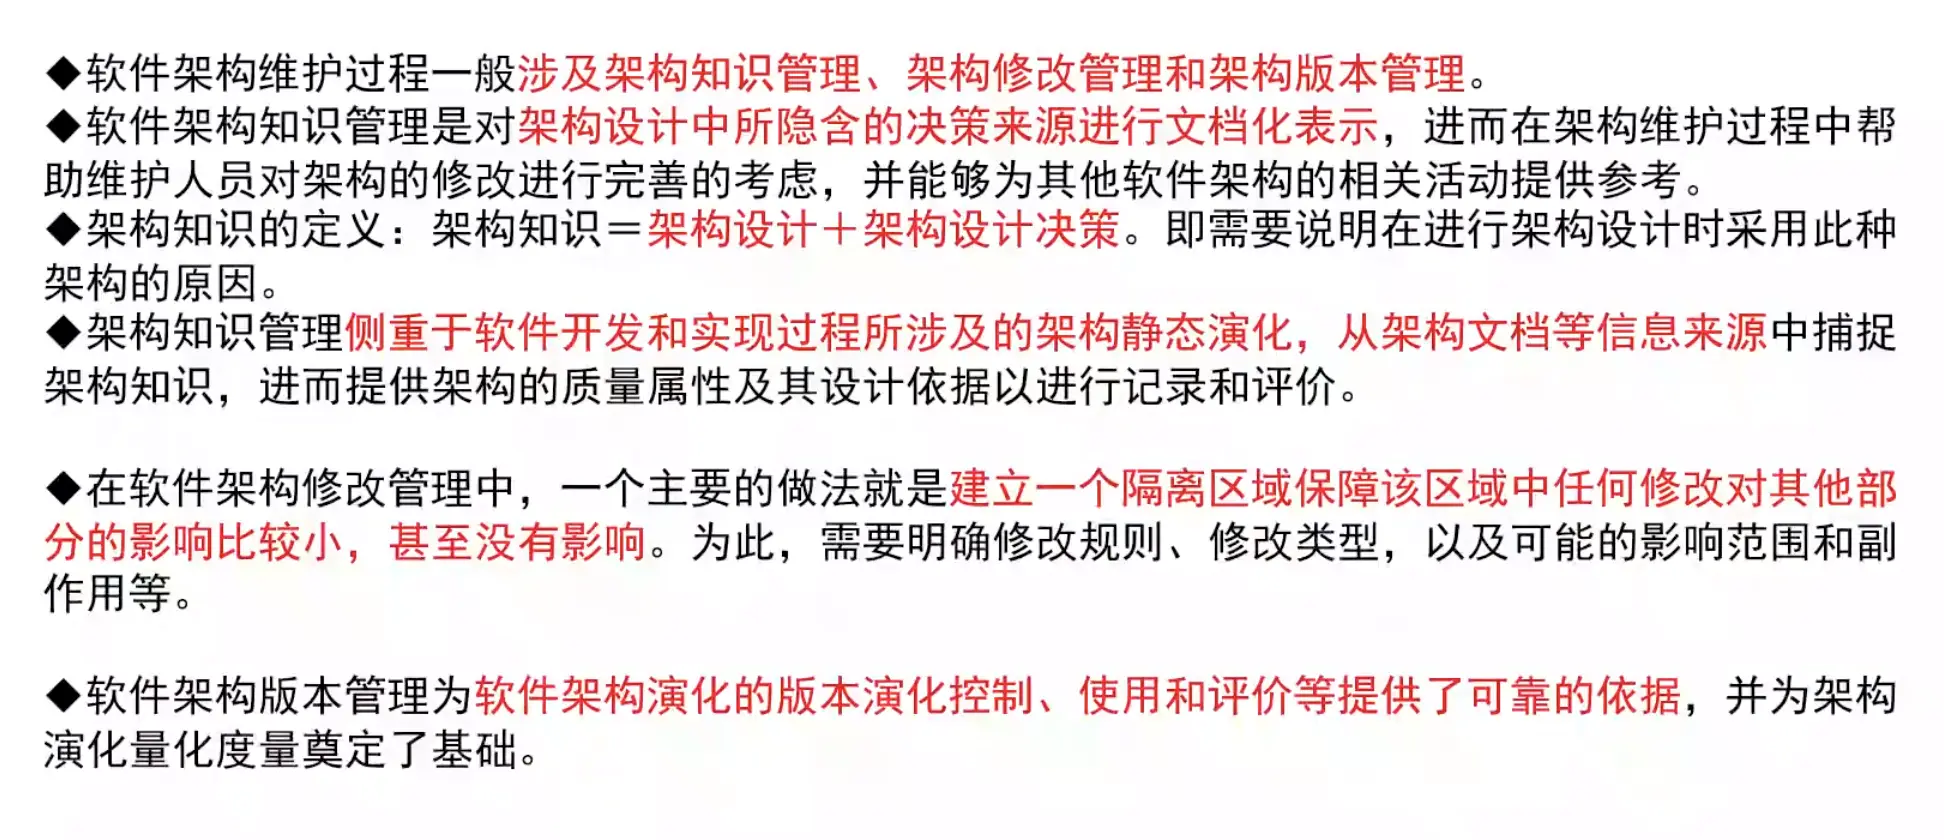 ◆软件架构维护过程一般涉及架构知识管理、架构修改管理和架构版本管理。
◆软件架构知识管理是对架构设计中所隐含的决策来源进行文档化表示，进而在架构维护过程中帮
助维护人员对架构的修改进行完善的考虑，并能够为其他软件架构的相关活动提供参考。
◆架构知识的定义：架构知识＝架构设计＋架构设计决策。即需要说明在进行架构设计时采用此种
架构的原因。
◆架构知识管理侧重于软件开发和实现过程所涉及的架构静态演化，从架构文档等信息来源中捕捉
架构知识，进而提供架构的质量属性及其设计依据以进行记录和评价。
◆在软件架构修改管理中，一个主要的做法就是建立一个隔离区域保障该区域中任何修改对其他部
分的影响比较小，甚至没有影响。为此，需要明确修改规则、修改类型，以及可能的影响范围和副
作用等。
◆软件架构版本管理为软件架构演化的版本演化控制、使用和评价等提供了可靠的依据，并为架构
演化量化度量奠定了基础。